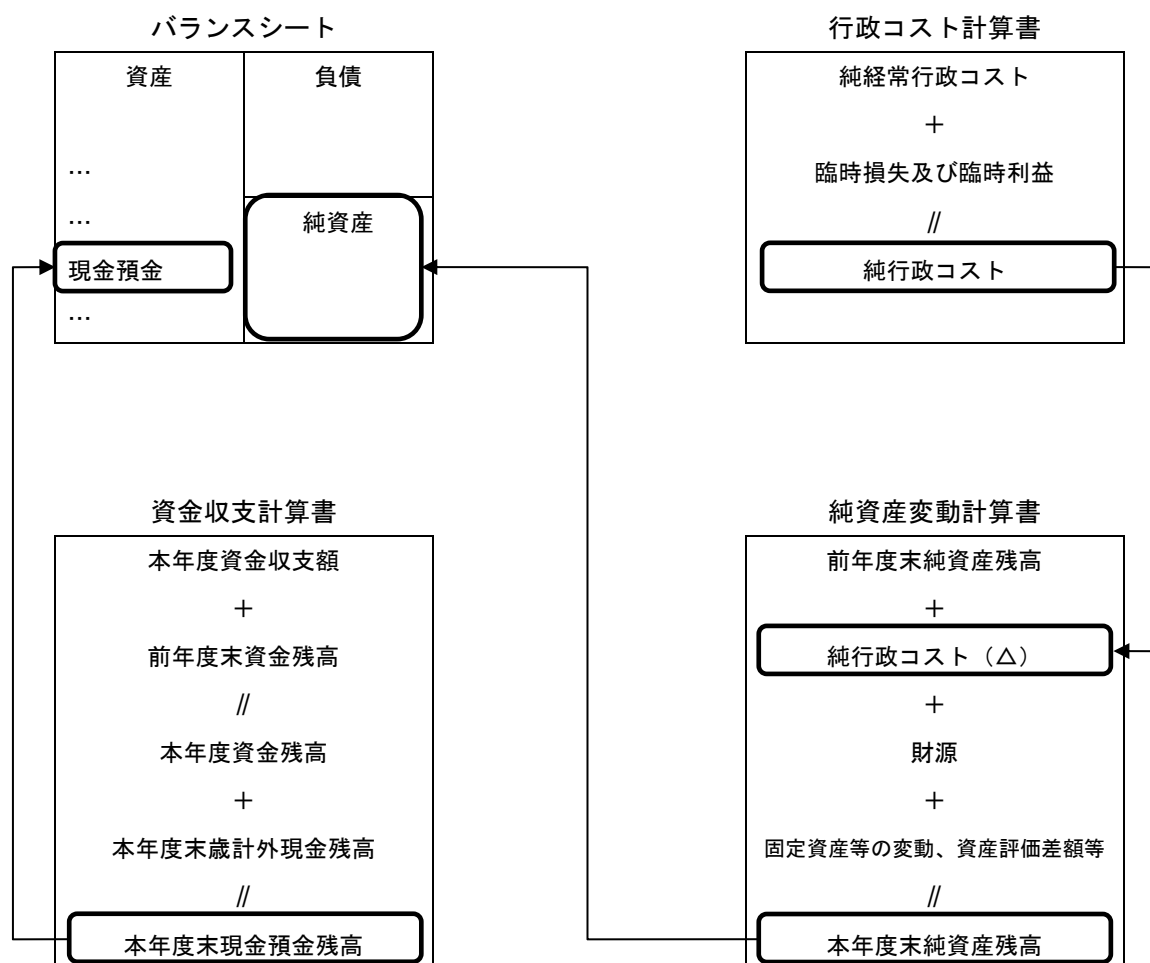 バランスシート
資産
負債
…
…
純資産
現金預金
…
行政コスト計算書
純経常行政コスト
＋
臨時損失及び臨時利益
//
純行政コスト
資金収支計算書
本年度資金収支額
＋
前年度末資金残高
//
本年度資金残高
＋
本年度末歳計外現金残高
//
本年度末現金預金残高
純資産変動計算書
前年度末純資産残高
＋
純行政コスト（△）
＋
財源
＋
固定資産等の変動、資産評価差額等
//
本年度末純資産残高